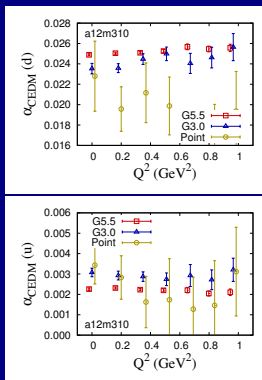 0.028
0.026
0.024
0.022
0.020
0.018
0.016
α_CEDM (d)
a12m310
G5.5
G3.0
Point
0 0.2 0.4 0.6 0.8 1
Q² (GeV²)
0.006
0.005
0.004
0.003
0.002
0.001
0.000
α_CEDM (u)
G5.5
G3.0
Point
a12m310
0 0.2 0.4 0.6 0.8 1
Q² (GeV²)